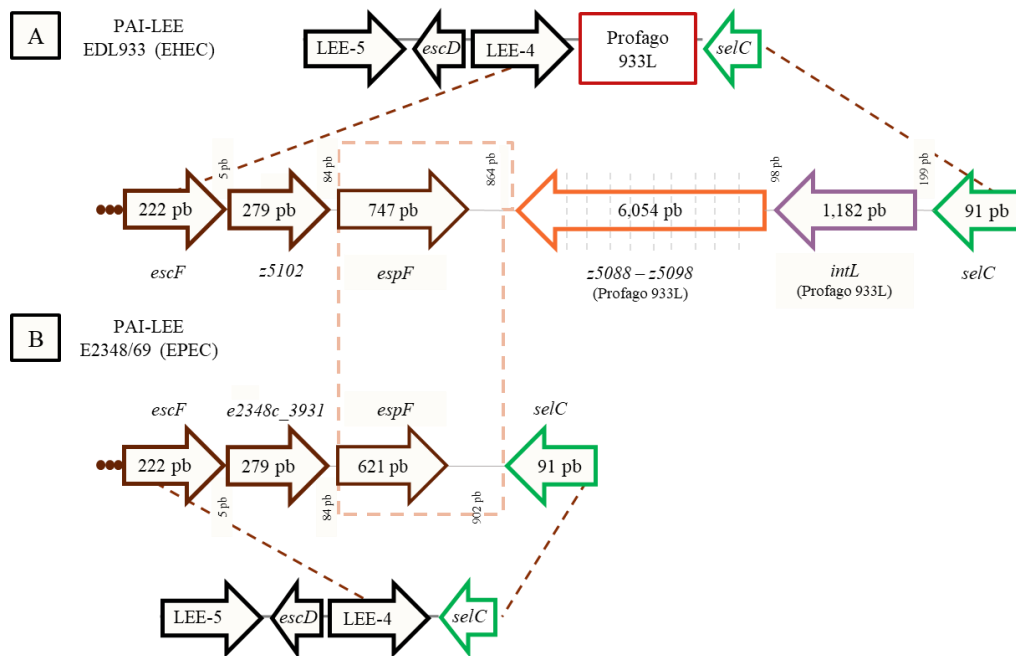 A
PAI-LEE
EDL933 (EHEC)
LEE-5
escD
LEE-4
Profago
933L
selC
5 pb
84 pb
864 pb
98 pb
199 pb
222 pb
279 pb
747 pb
6,054 pb
1,182 pb
91 pb
escF
z5102
espF
z5088 – z5098
(Profago 933L)
intL
(Profago 933L)
selC
B
PAI-LEE
E2348/69 (EPEC)
escF
e2348c_3931
espF
selC
222 pb
279 pb
621 pb
91 pb
5 pb
84 pb
902 pb
LEE-5
escD
LEE-4
selC